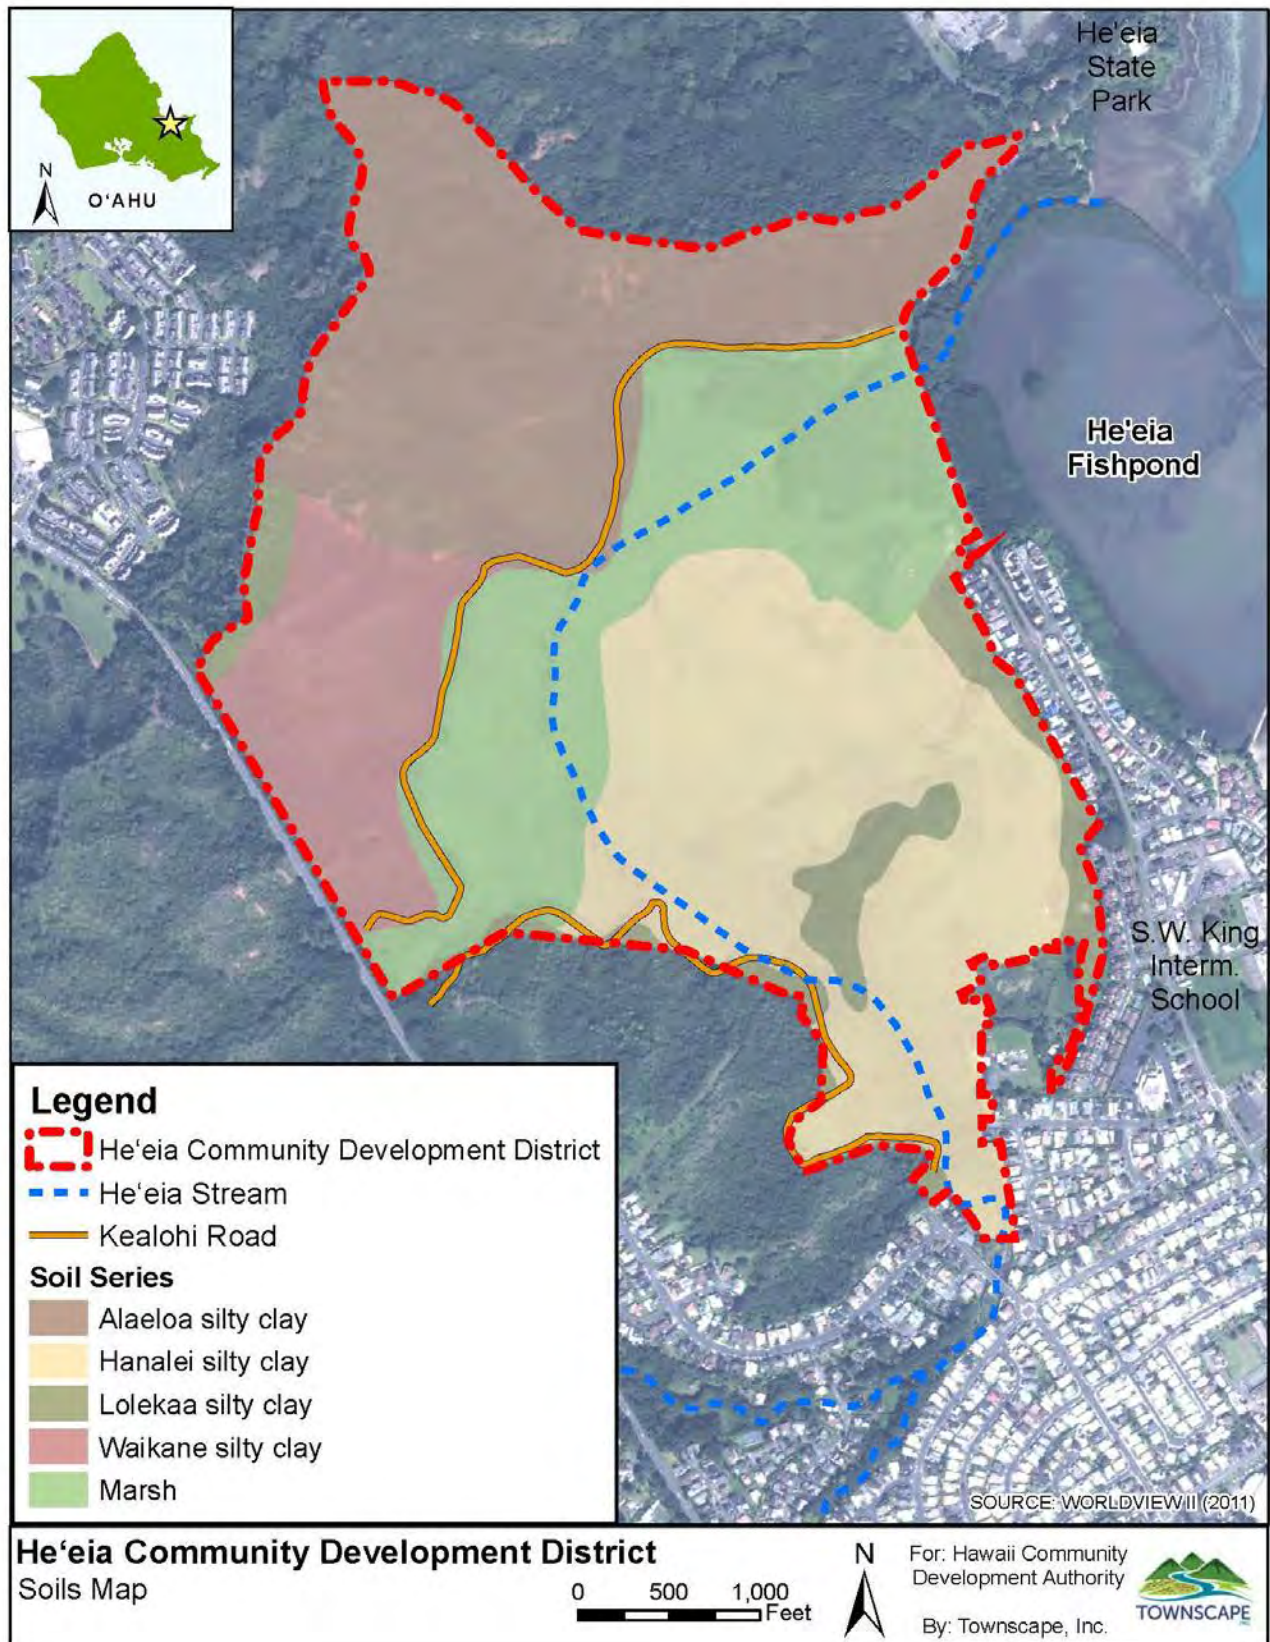 He'eia
State
Park
N
O‘AHU
He'eia
Fishpond
S.W. King
Interm.
School
Legend
He‘eia Community Development District
He‘eia Stream
Kealohi Road
Soil Series
Alaeloa silty clay
Hanalei silty clay
Lolekaa silty clay
Waikane silty clay
Marsh
SOURCE: WORLDVIEW II (2011)
He‘eia Community Development District
Soils Map
0 500 1,000
Feet
N
For: Hawaii Community
Development Authority
By: Townscape, Inc.
TOWNSCAPE